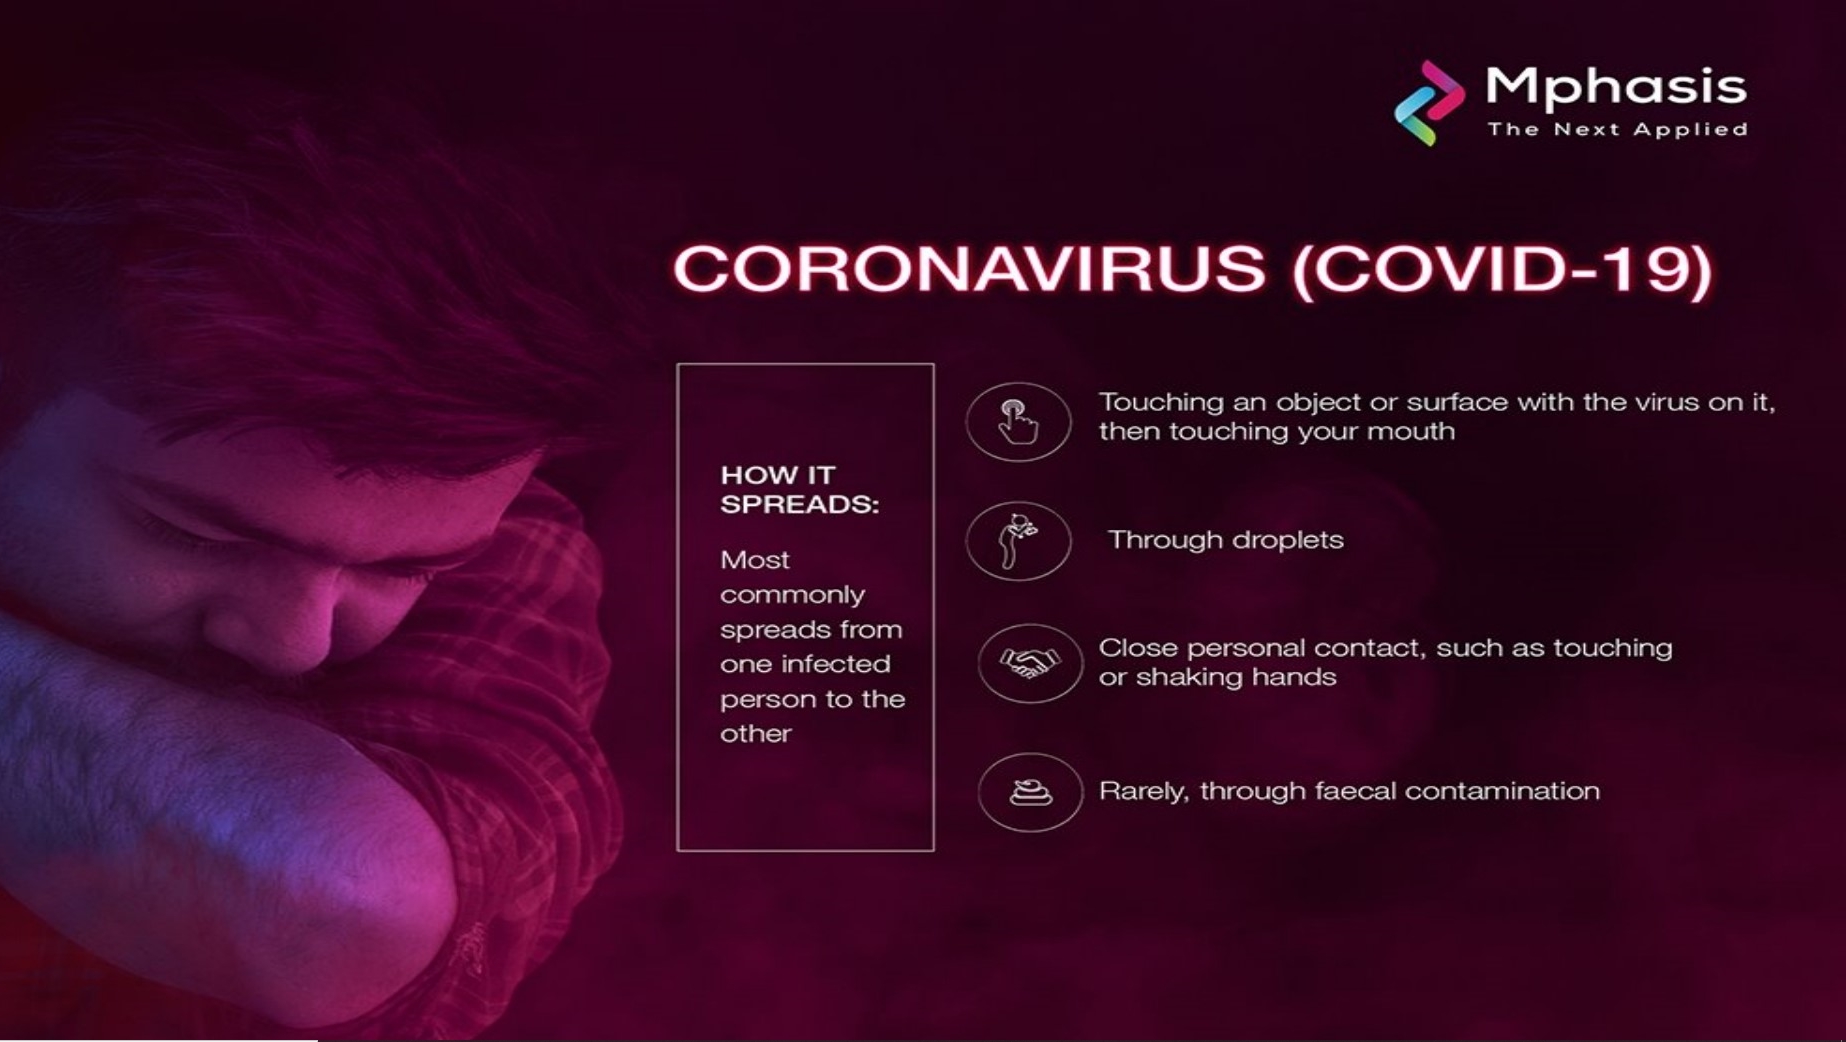 Mphasis
The Next Applied
CORONAVIRUS (COVID-19)
HOW IT
SPREADS:
Most
commonly
spreads from
one infected
person to the
other
Touching an object or surface with the virus on it,
then touching your mouth
Through droplets
Close personal contact, such as touching
or shaking hands
Rarely, through faecal contamination